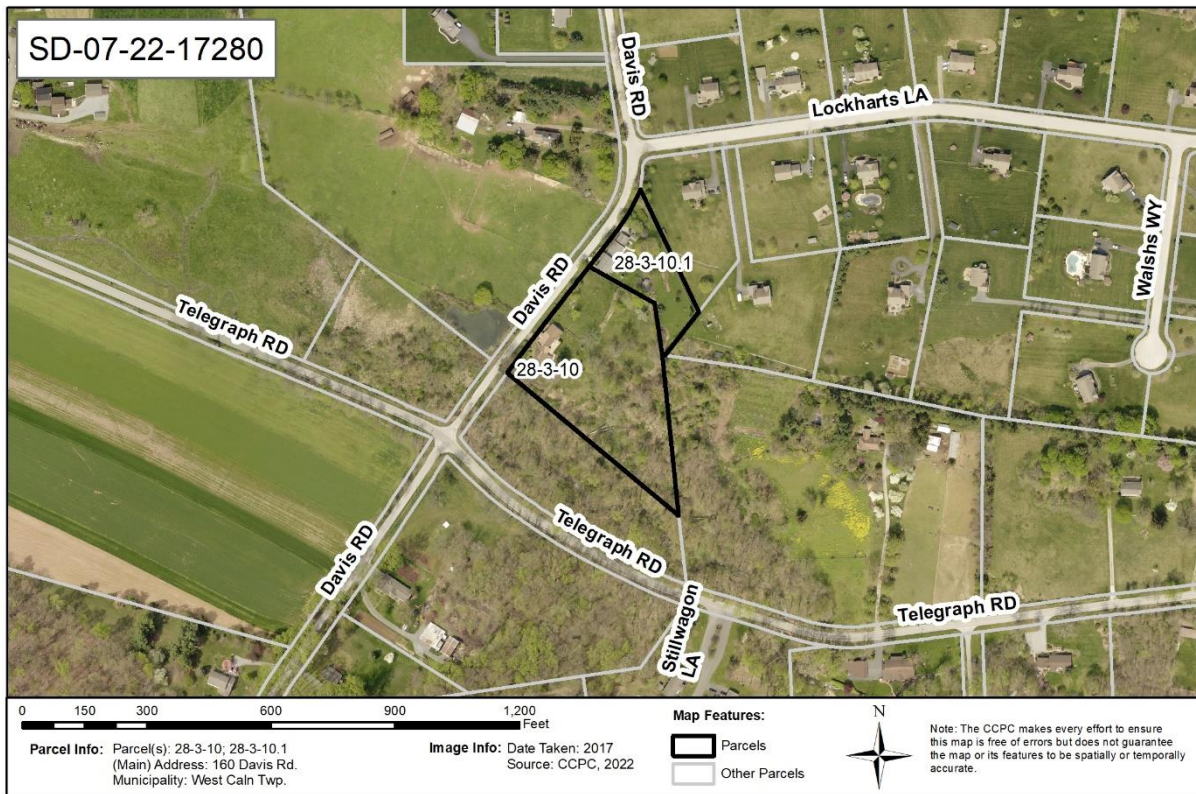 SD-07-22-17280
Davis RD
Lockharts LA
Walshs WY
28-3-10.1
Davis RD
Telegraph RD
28-3-10
Telegraph RD
Davis RD
Stillwagon
LA
Telegraph RD
0 150 300 600 900 1,200
Feet
Parcel Info: Parcel(s): 28-3-10; 28-3-10.1
(Main) Address: 160 Davis Rd.
Municipality: West Caln Twp.
Image Info: Date Taken: 2017
Source: CCPC, 2022
Map Features:
Parcels
Other Parcels
N
Note: The CCPC makes every effort to ensure
this map is free of errors but does not guarantee
the map or its features to be spatially or temporally
accurate.